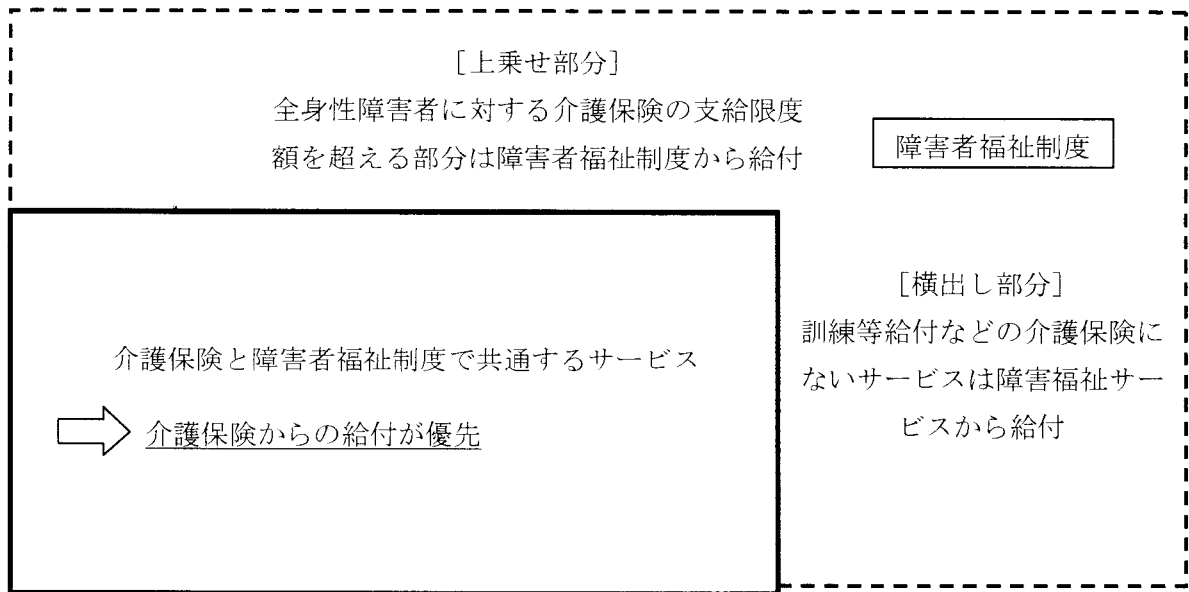 ［上乗せ部分］
全身性障害者に対する介護保険の支給限度
額を超える部分は障害者福祉制度から給付
障害者福祉制度
［横出し部分］
訓練等給付などの介護保険に
ないサービスは障害福祉サー
ビスから給付
介護保険と障害者福祉制度で共通するサービス
介護保険からの給付が優先